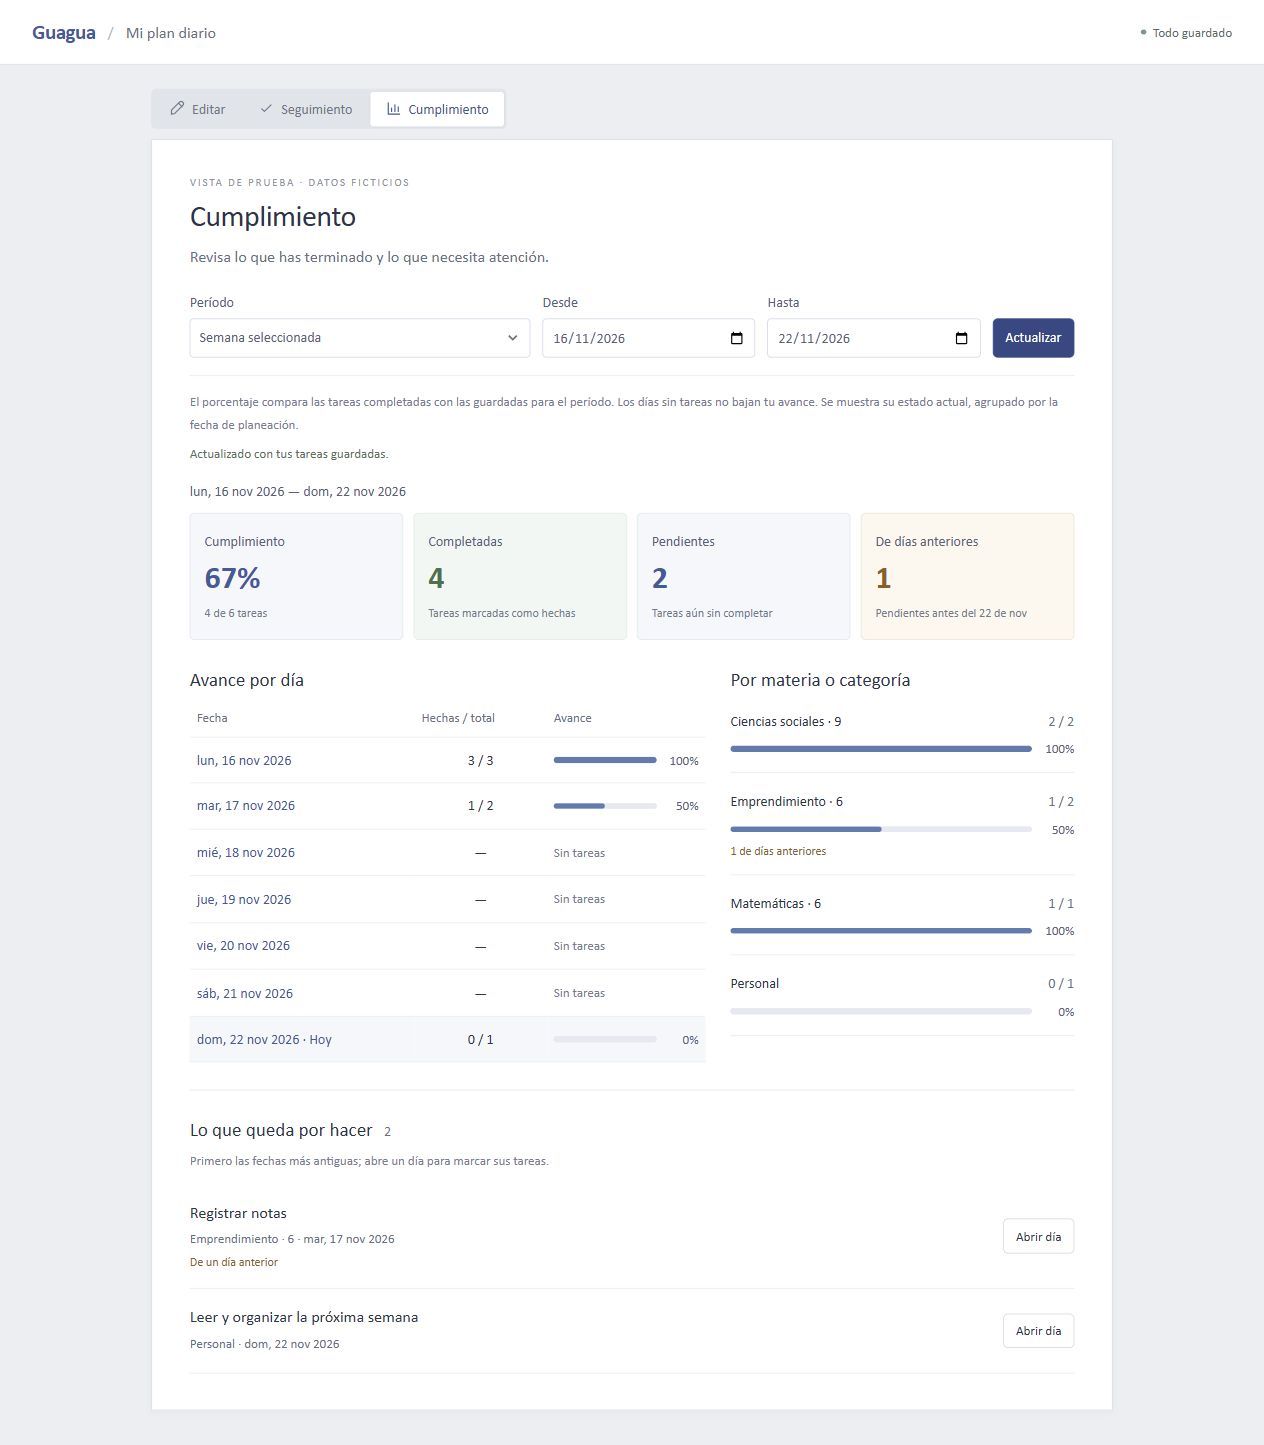 Guagua / Mi plan diario
Todo guardado
Editar
Seguimiento
Cumplimiento
VISTA DE PRUEBA · DATOS FICTICIOS
Cumplimiento
Revisa lo que has terminado y lo que necesita atención.
Período
Desde
Hasta
Semana seleccionada
16/11/2026
22/11/2026
Actualizar
El porcentaje compara las tareas completadas con las guardadas para el período. Los días sin tareas no bajan tu avance. Se muestra su estado actual, agrupado por la
fecha de planeación.
Actualizado con tus tareas guardadas.
lun, 16 nov 2026 — dom, 22 nov 2026
Cumplimiento
67%
4 de 6 tareas
Completadas
4
Tareas marcadas como hechas
Pendientes
2
Tareas aún sin completar
De días anteriores
1
Pendientes antes del 22 de nov
Avance por día
Fecha Hechas / total Avance
lun, 16 nov 2026 3 / 3 100%
mar, 17 nov 2026 1 / 2 50%
mié, 18 nov 2026 — Sin tareas
jue, 19 nov 2026 — Sin tareas
vie, 20 nov 2026 — Sin tareas
sáb, 21 nov 2026 — Sin tareas
dom, 22 nov 2026 · Hoy 0 / 1 0%
Por materia o categoría
Ciencias sociales · 9 2 / 2
100%
Emprendimiento · 6 1 / 2
50%
1 de días anteriores
Matemáticas · 6 1 / 1
100%
Personal 0 / 1
0%
Lo que queda por hacer 2
Primero las fechas más antiguas; abre un día para marcar sus tareas.
Registrar notas
Emprendimiento · 6 · mar, 17 nov 2026
De un día anterior
Abrir día
Leer y organizar la próxima semana
Personal · dom, 22 nov 2026
Abrir día